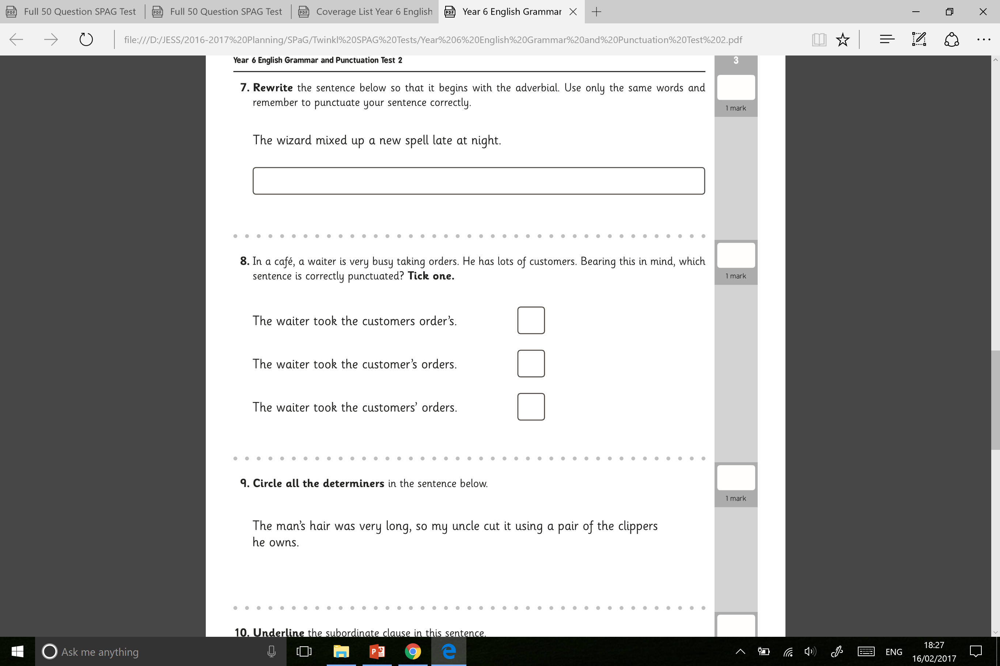 Full 50 Question SPAG Test
Full 50 Question SPAG Test
Coverage List Year 6 English
Year 6 English Grammar
file:///D:/JESS/2016-2017%20Planning/SPaG/Twinkl%20SPAG%20Tests/Year%206%20English%20Grammar%20and%20Punctuation%20Test%202.pdf
Year 6 English Grammar and Punctuation Test 2
3
7. Rewrite the sentence below so that it begins with the adverbial. Use only the same words and
remember to punctuate your sentence correctly.
1 mark
The wizard mixed up a new spell late at night.
8. In a café, a waiter is very busy taking orders. He has lots of customers. Bearing this in mind, which
sentence is correctly punctuated? Tick one.
1 mark
The waiter took the customers order’s.
The waiter took the customer’s orders.
The waiter took the customers’ orders.
9. Circle all the determiners in the sentence below.
1 mark
The man’s hair was very long, so my uncle cut it using a pair of the clippers
he owns.
10. Underline the subordinate clause in this sentence.
Ask me anything
ENG
18:27
16/02/2017